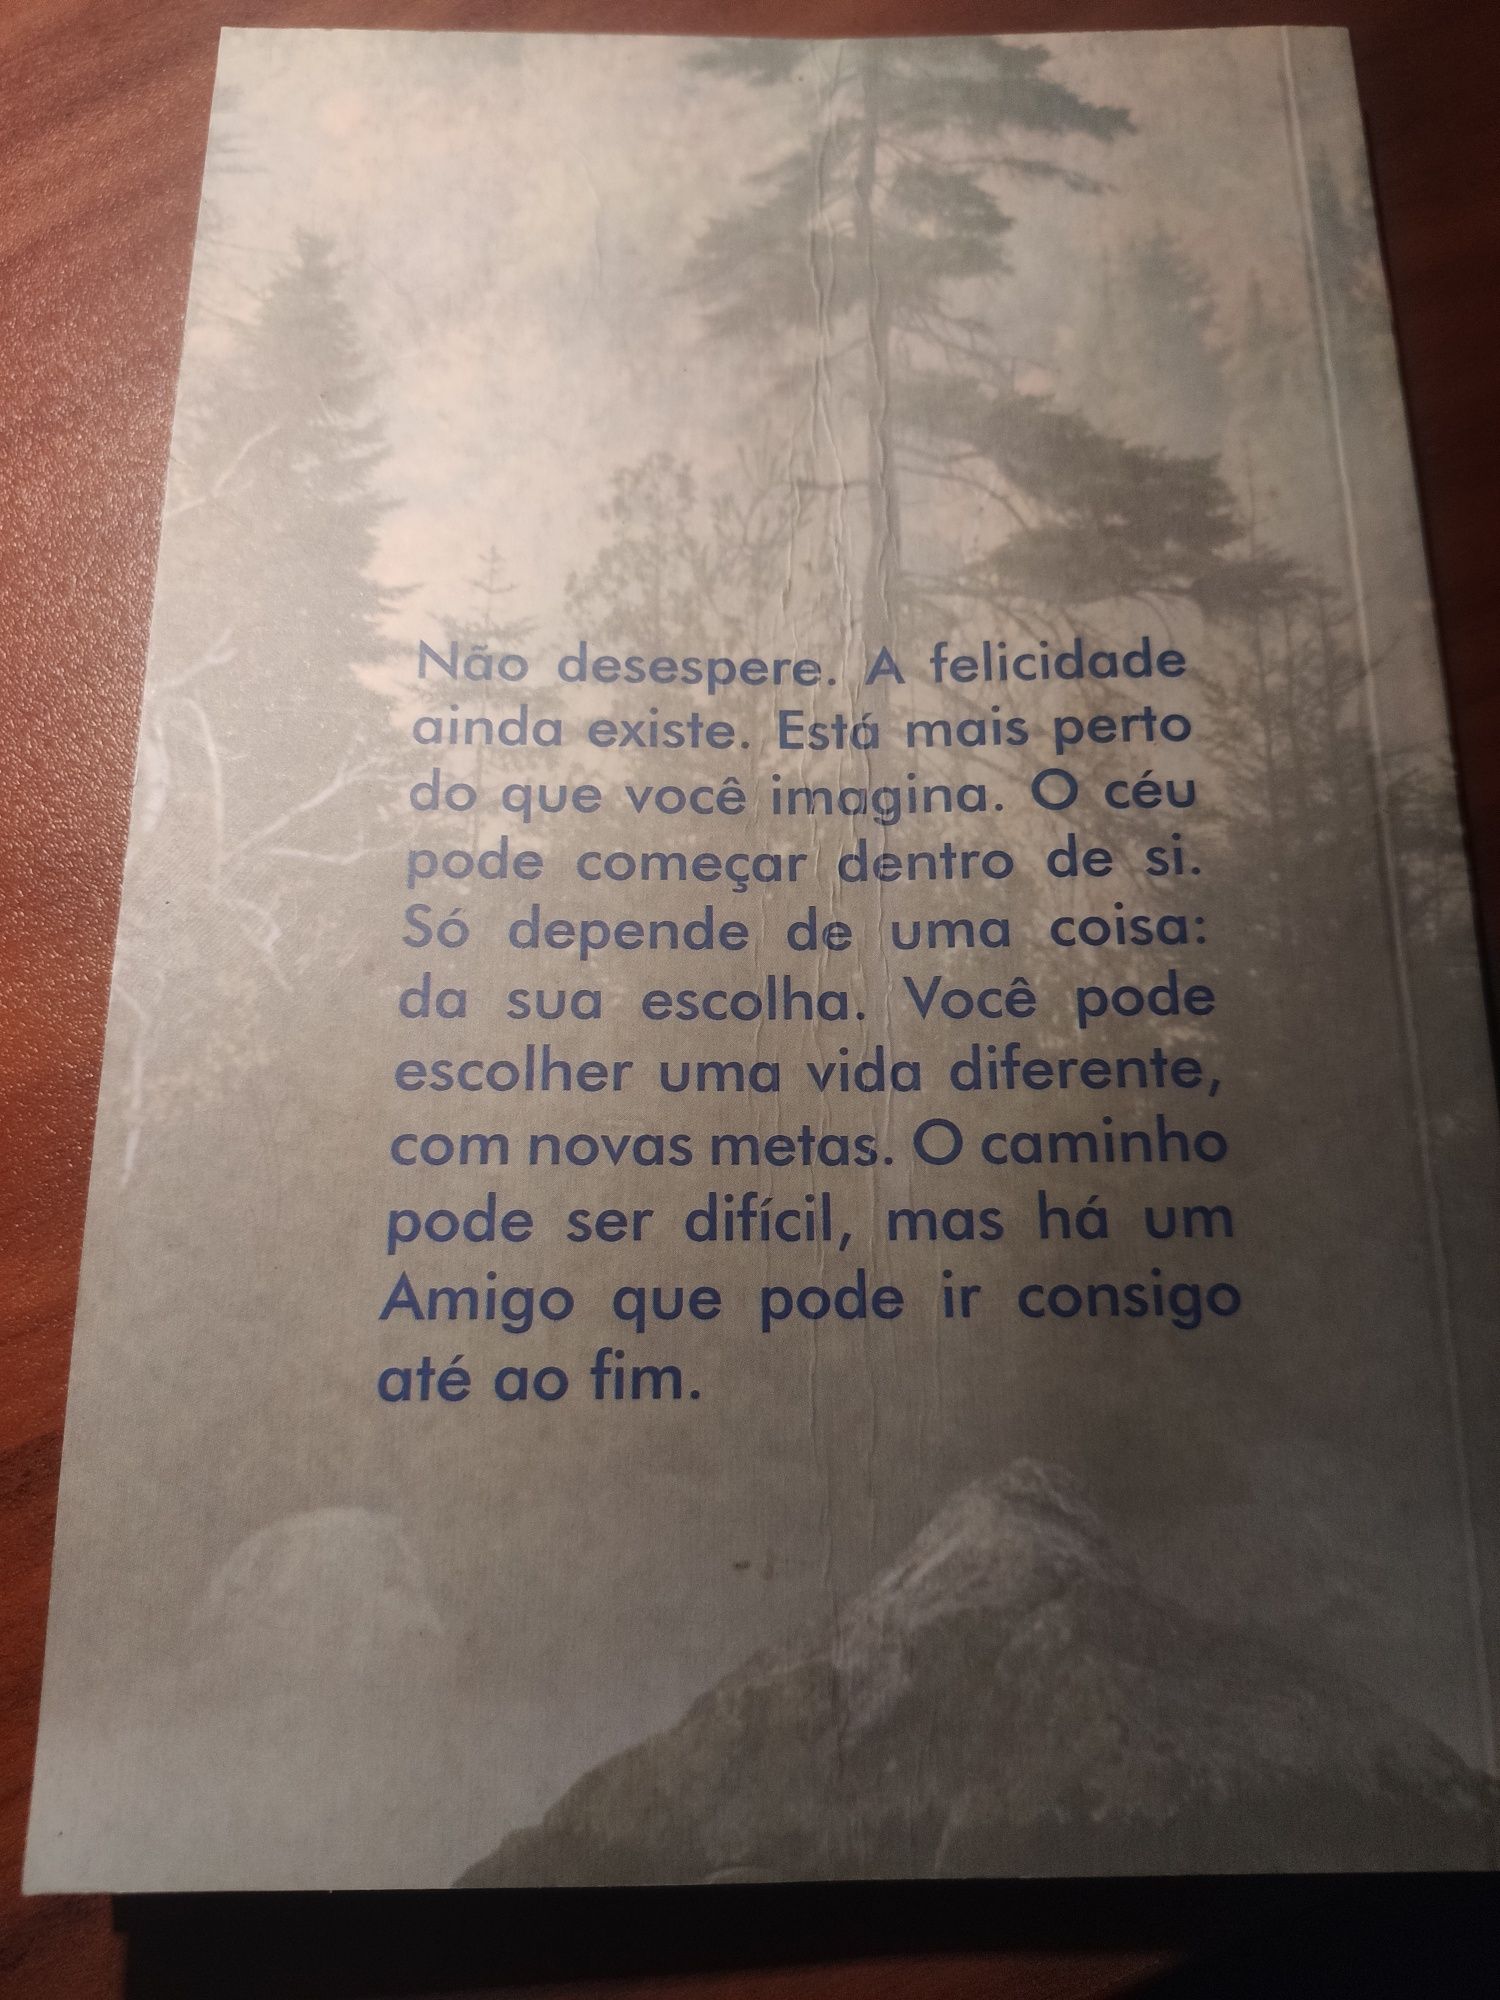 Não desespere. A felicidade
ainda existe. Está mais perto
do que você imagina. O céu
pode começar dentro de si.
Só depende de uma coisa:
da sua escolha. Você pode
escolher uma vida diferente,
com novas metas. O caminho
pode ser difícil, mas há um
Amigo que pode ir consigo
até ao fim.